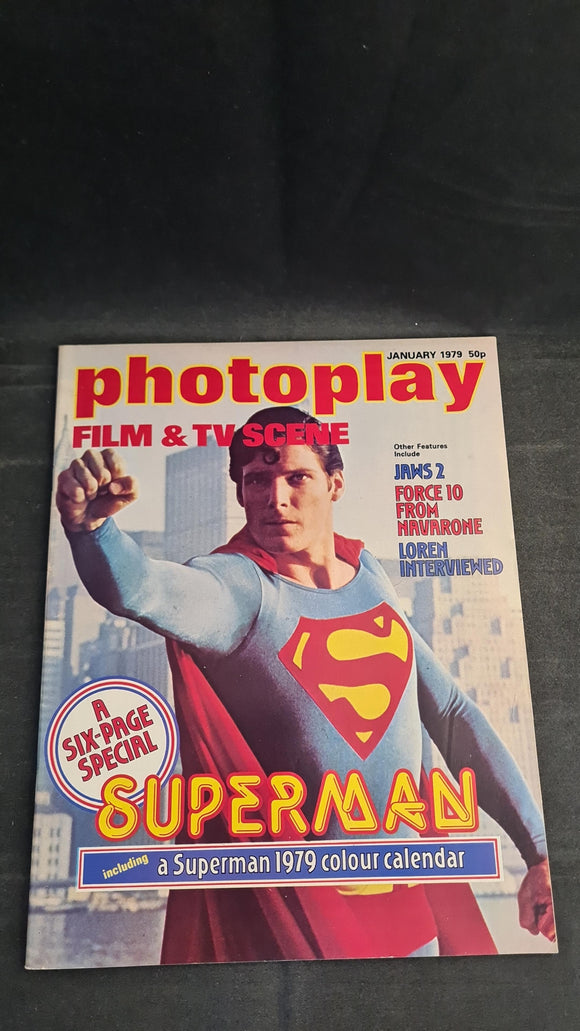 JANUARY 1979 50p
photoplay
FILM & TV SCENE
Other Features
Include
JAWS 2
FORCE 10
FROM
NAVARONE
LOREN
INTERVIEWED
S
A
SIX-PAGE
SPECIAL
SUPERMAN
including a Superman 1979 colour calendar